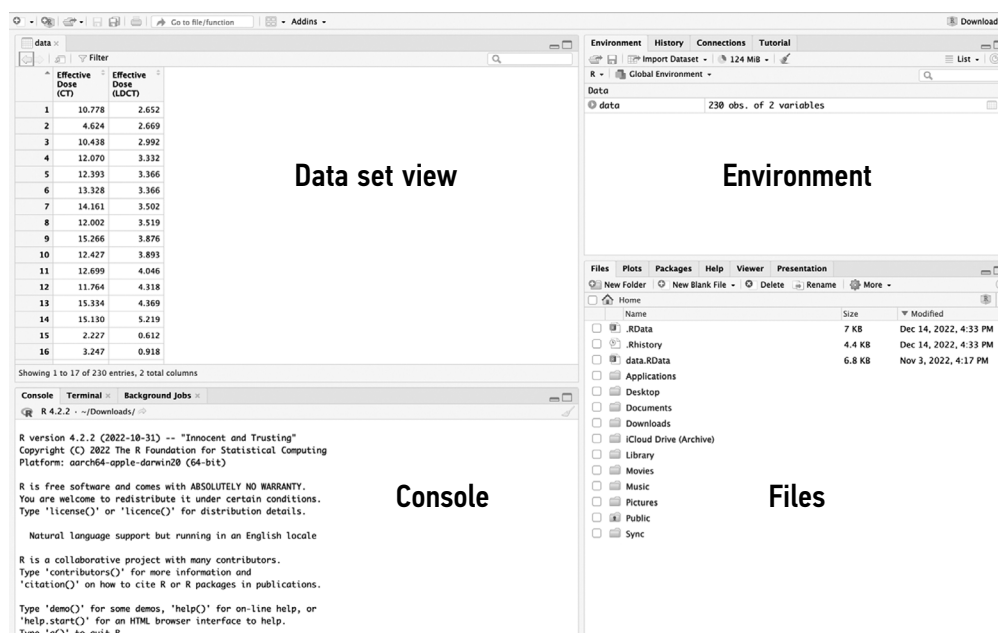 Go to file/function
Addins
Download
data
Filter
Effective Dose (CT) Effective Dose (LDCT)
1 10.778 2.652
2 4.624 2.669
3 10.438 2.992
4 12.070 3.332
5 12.393 3.366
6 13.328 3.366
7 14.161 3.502
8 12.002 3.519
9 15.266 3.876
10 12.427 3.893
11 12.699 4.046
12 11.764 4.318
13 15.334 4.369
14 15.130 5.219
15 2.227 0.612
16 3.247 0.918
Showing 1 to 17 of 230 entries, 2 total columns
Data set view
Console Terminal Background Jobs
R 4.2.2 · ~/Downloads/
R version 4.2.2 (2022-10-31) -- "Innocent and Trusting"
Copyright (C) 2022 The R Foundation for Statistical Computing
Platform: aarch64-apple-darwin20 (64-bit)
R is free software and comes with ABSOLUTELY NO WARRANTY.
You are welcome to redistribute it under certain conditions.
Type 'license()' or 'licence()' for distribution details.
Natural language support but running in an English locale
R is a collaborative project with many contributors.
Type 'contributors()' for more information and
'citation()' on how to cite R or R packages in publications.
Type 'demo()' for some demos, 'help()' for on-line help, or
'help.start()' for an HTML browser interface to help.
Type 'q()' to quit R.
Console
Environment History Connections Tutorial
Import Dataset 124 MiB List
R Global Environment
Data
data 230 obs. of 2 variables
Environment
Files Plots Packages Help Viewer Presentation
New Folder New Blank File Delete Rename More
Home
Name Size Modified
.RData 7 KB Dec 14, 2022, 4:33 PM
.Rhistory 4.4 KB Dec 14, 2022, 4:33 PM
data.RData 6.8 KB Nov 3, 2022, 4:17 PM
Applications
Desktop
Documents
Downloads
iCloud Drive (Archive)
Library
Movies
Music
Pictures
Public
Sync
Files